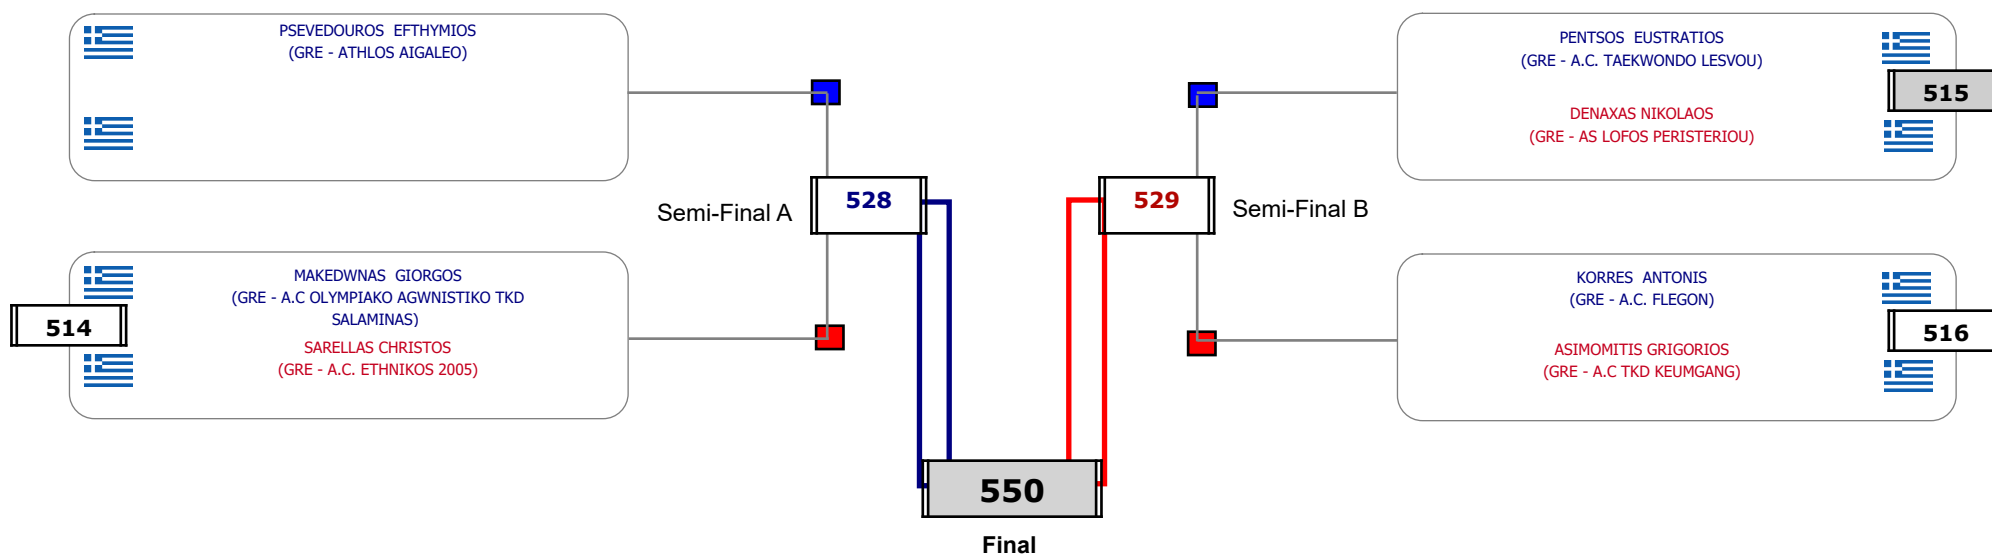 PSEVEDOUROS EFTHYMIOS
(GRE - ATHLOS AIGALEO)
PENTSOS EUSTRATIOS
(GRE - A.C. TAEKWONDO LESVOU)
515
DENAXAS NIKOLAOS
(GRE - AS LOFOS PERISTERIOU)
528
529
Semi-Final A
Semi-Final B
MAKEDWNAS GIORGOS
(GRE - A.C OLYMPIAKO AGWNISTIKO TKD
SALAMINAS)
514
SARELLAS CHRISTOS
(GRE - A.C. ETHNIKOS 2005)
KORRES ANTONIS
(GRE - A.C. FLEGON)
516
ASIMOMITIS GRIGORIOS
(GRE - A.C TKD KEUMGANG)
550
Final